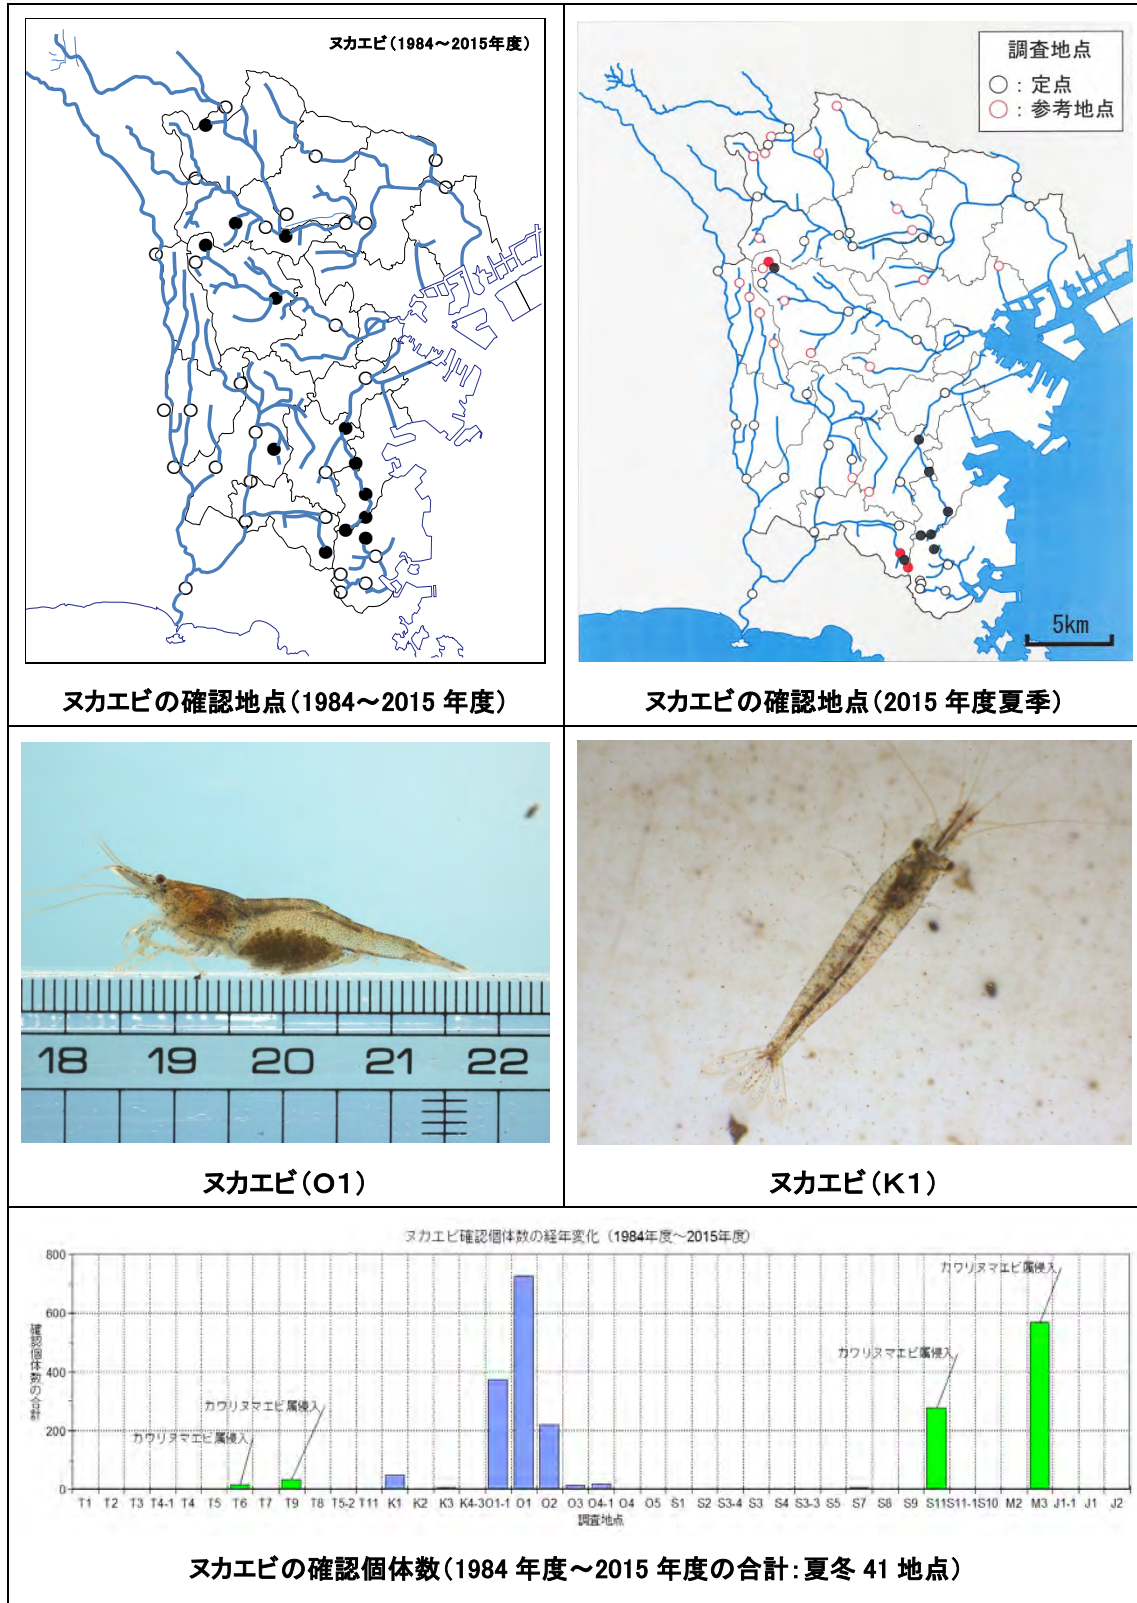 ヌカエビ(1984～2015年度)
調査地点
○：定点
○：参考地点
5km
ヌカエビの確認地点(1984～2015 年度)
ヌカエビの確認地点(2015 年度夏季)
18 19 20 21 22
ヌカエビ(O1)
ヌカエビ(K1)
ヌカエビ確認個体数の経年変化（1984年度～2015年度）
確認個体数の合計
800
600
400
200
0
カワリヌマエビ属侵入
カワリヌマエビ属侵入
カワリヌマエビ属侵入
カワリヌマエビ属侵入
T1 T2 T3 T4-1 T4 T5 T6 T7 T9 T8 T5-2 T11 K1 K2 K3 K4-3 O1-1 O1 O2 O3 O4-1 O4 O5 S1 S2 S3-4 S3 S4 S3-3 S5 S7 S8 S9 S11 S11-1 S10 M2 M3 J1-1 J1 J2
調査地点
ヌカエビの確認個体数(1984 年度～2015 年度の合計：夏冬 41 地点)